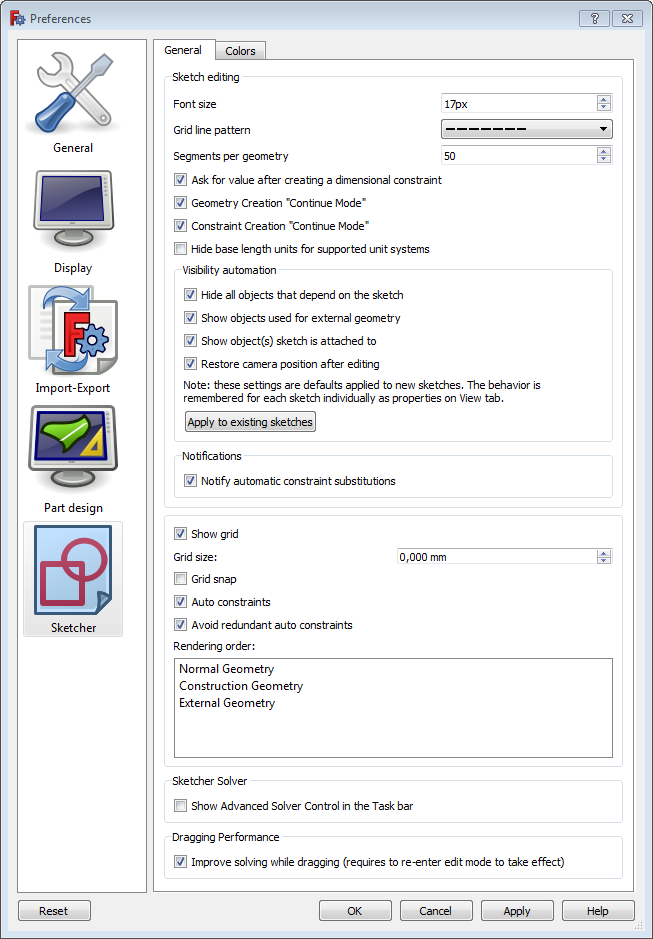 Preferences
General
Display
Import-Export
Part design
Sketcher
General
Colors
Sketch editing
Font size
17px
Grid line pattern
Segments per geometry
50
Ask for value after creating a dimensional constraint
Geometry Creation "Continue Mode"
Constraint Creation "Continue Mode"
Hide base length units for supported unit systems
Visibility automation
Hide all objects that depend on the sketch
Show objects used for external geometry
Show object(s) sketch is attached to
Restore camera position after editing
Note: these settings are defaults applied to new sketches. The behavior is
remembered for each sketch individually as properties on View tab.
Apply to existing sketches
Notifications
Notify automatic constraint substitutions
Show grid
Grid size:
0,000 mm
Grid snap
Auto constraints
Avoid redundant auto constraints
Rendering order:
Normal Geometry
Construction Geometry
External Geometry
Sketcher Solver
Show Advanced Solver Control in the Task bar
Dragging Performance
Improve solving while dragging (requires to re-enter edit mode to take effect)
Reset
OK
Cancel
Apply
Help